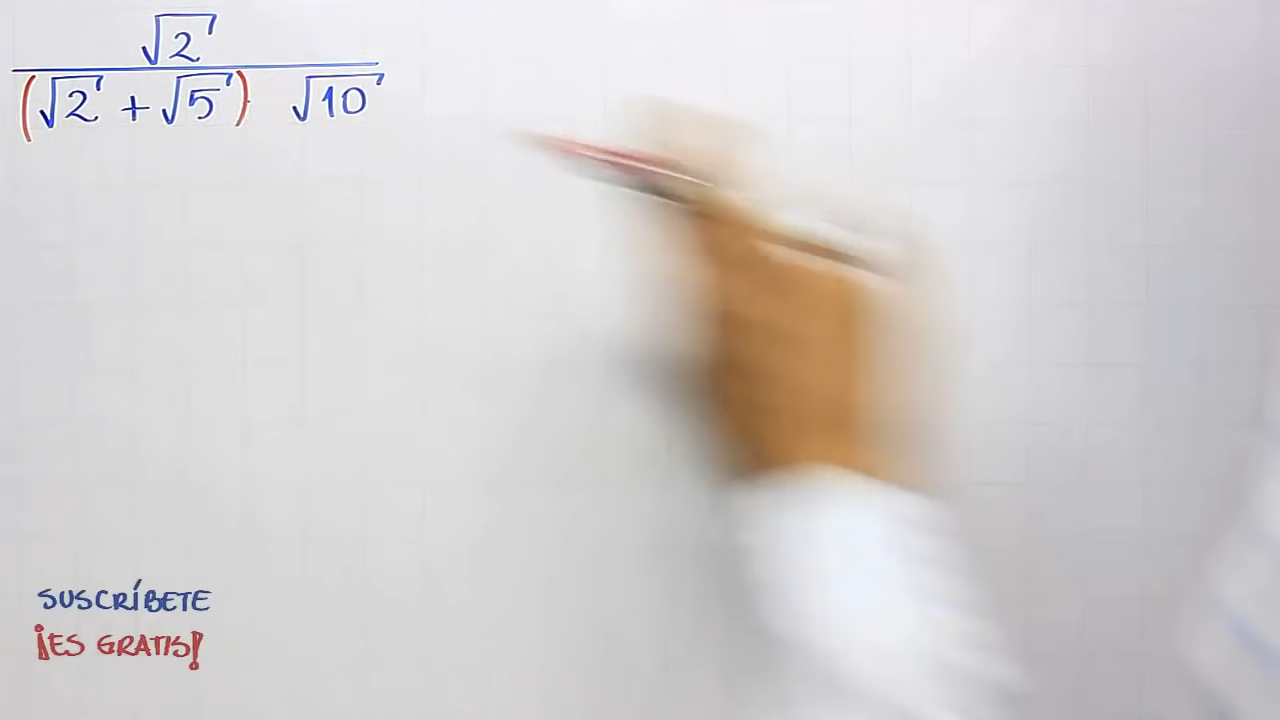 √2
(√2 + √5) √10
SUSCRÍBETE
¡ES GRATIS!